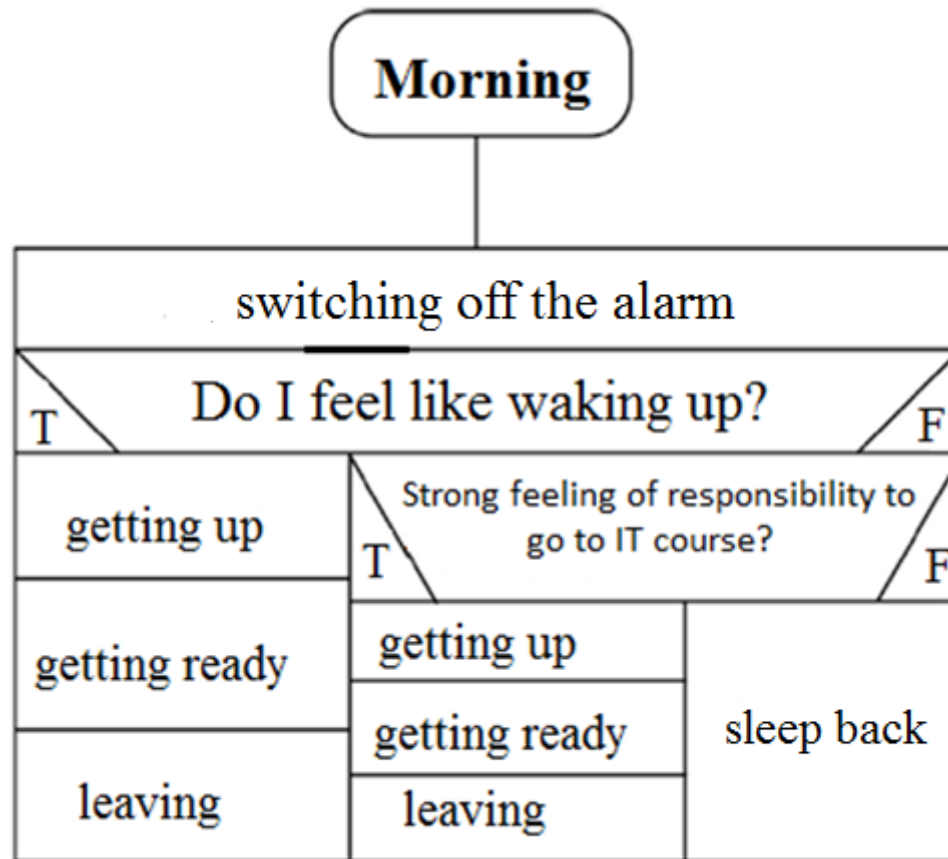 Morning
switching off the alarm
T
Do I feel like waking up?
F
getting up
getting ready
leaving
T
Strong feeling of responsibility to
go to IT course?
F
getting up
getting ready
leaving
sleep back